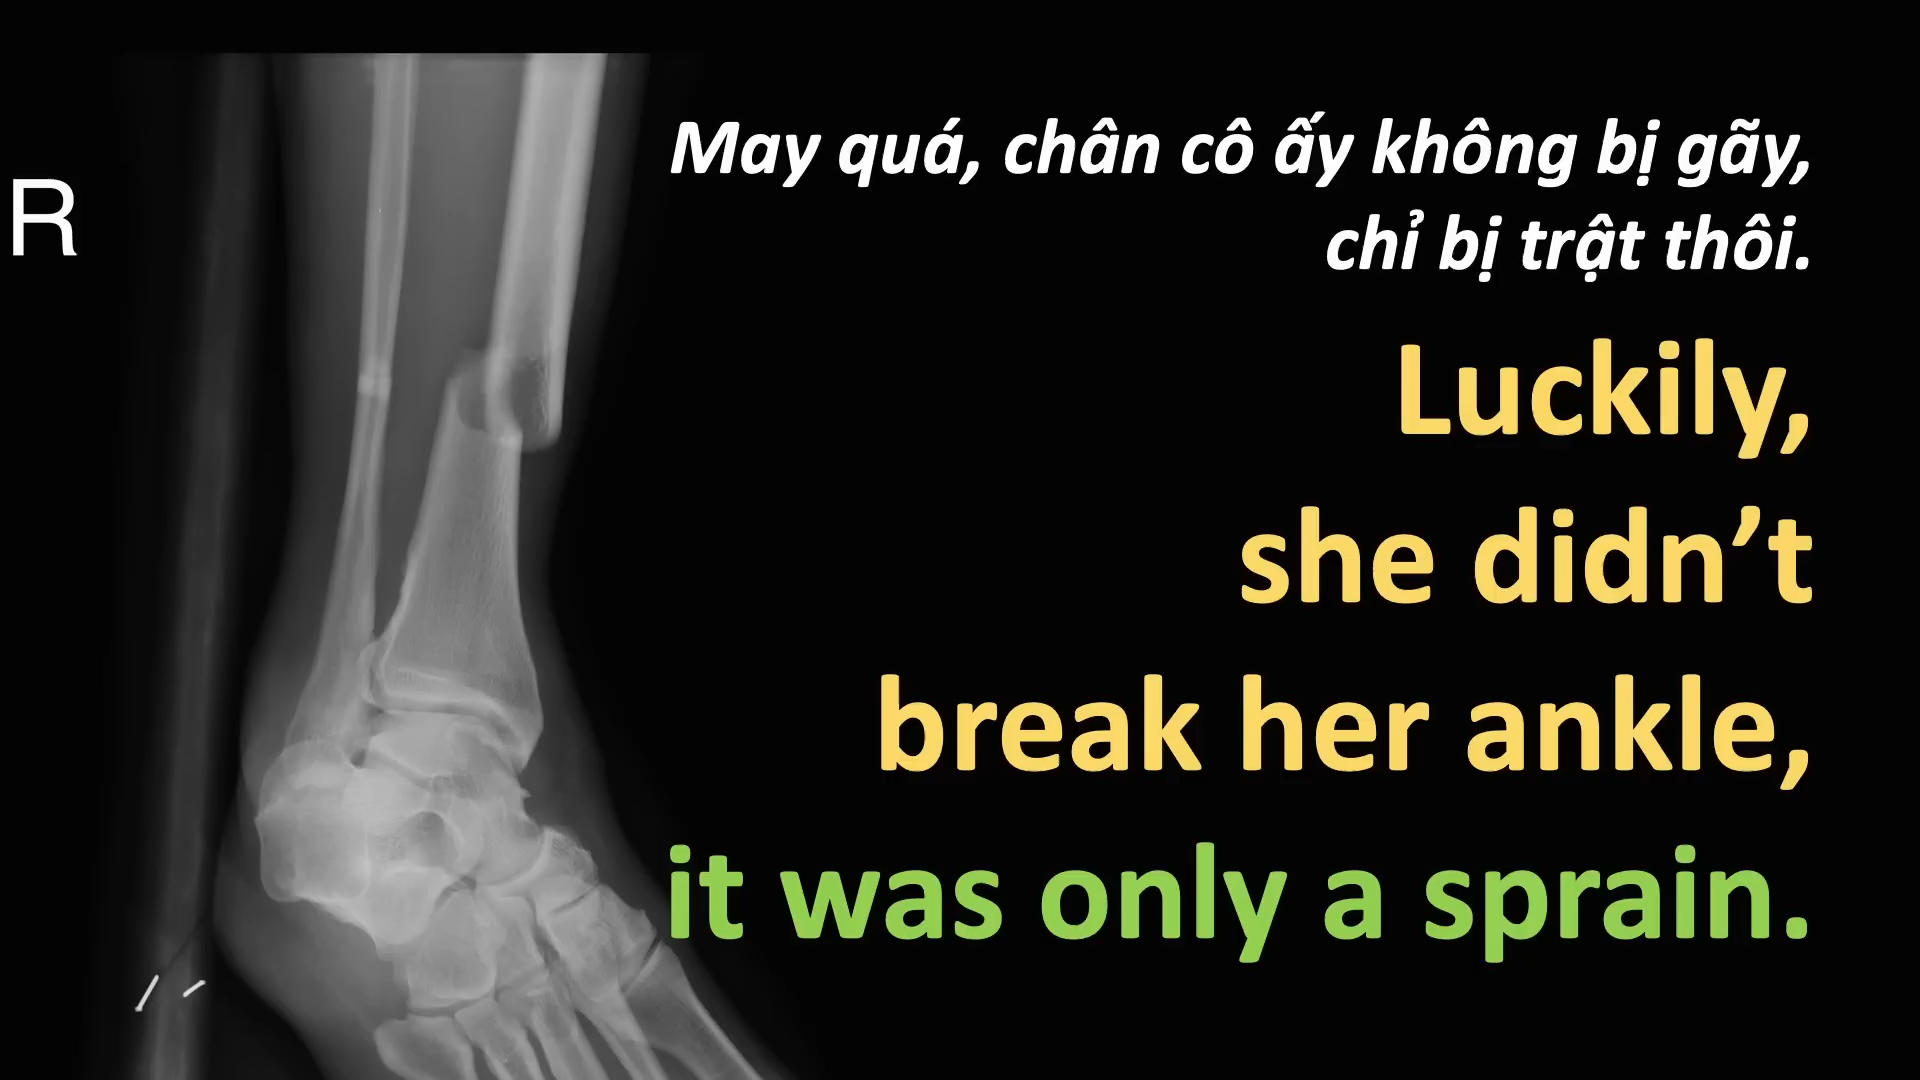 R
May quá, chân cô ấy không bị gãy,
chỉ bị trật thôi.
Luckily,
she didn’t
break her ankle,
it was only a sprain.